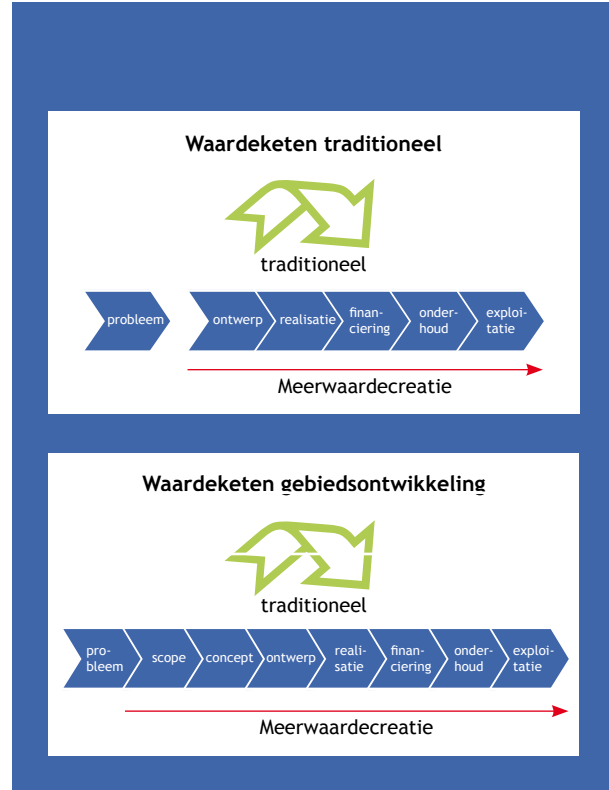 Waardeketen traditioneel
traditioneel
probleem
ontwerp
realisatie
finan-
ciering
onder-
houd
exploi-
tatie
Meerwaardecreatie
Waardeketen gebiedsontwikkeling
traditioneel
pro-
bleem
scope
concept
ontwerp
reali-
satie
finan-
ciering
onder-
houd
exploi-
tatie
Meerwaardecreatie